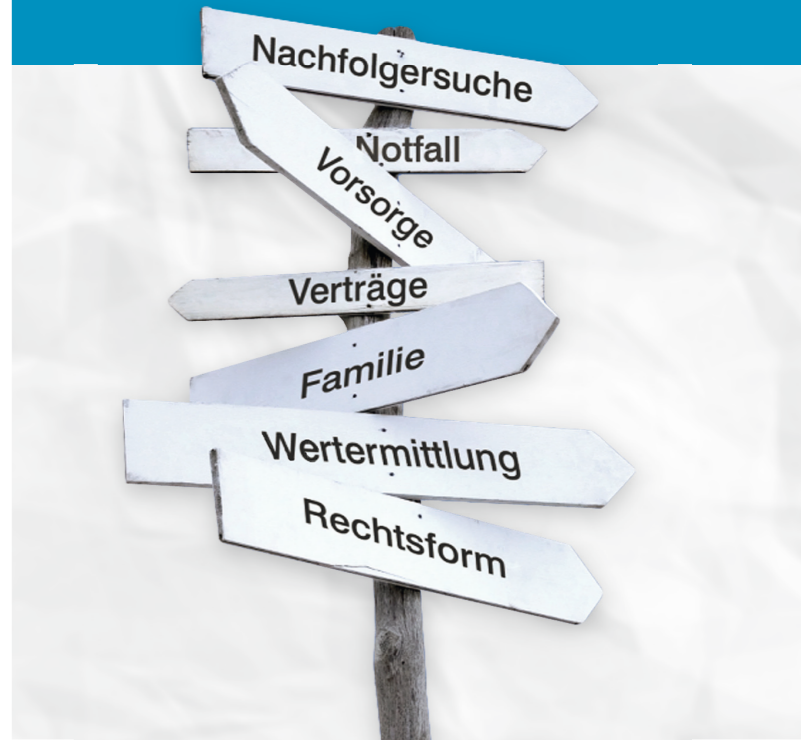 Nachfolgersuche
Notfall
Vorsorge
Verträge
Familie
Wertermittlung
Rechtsform